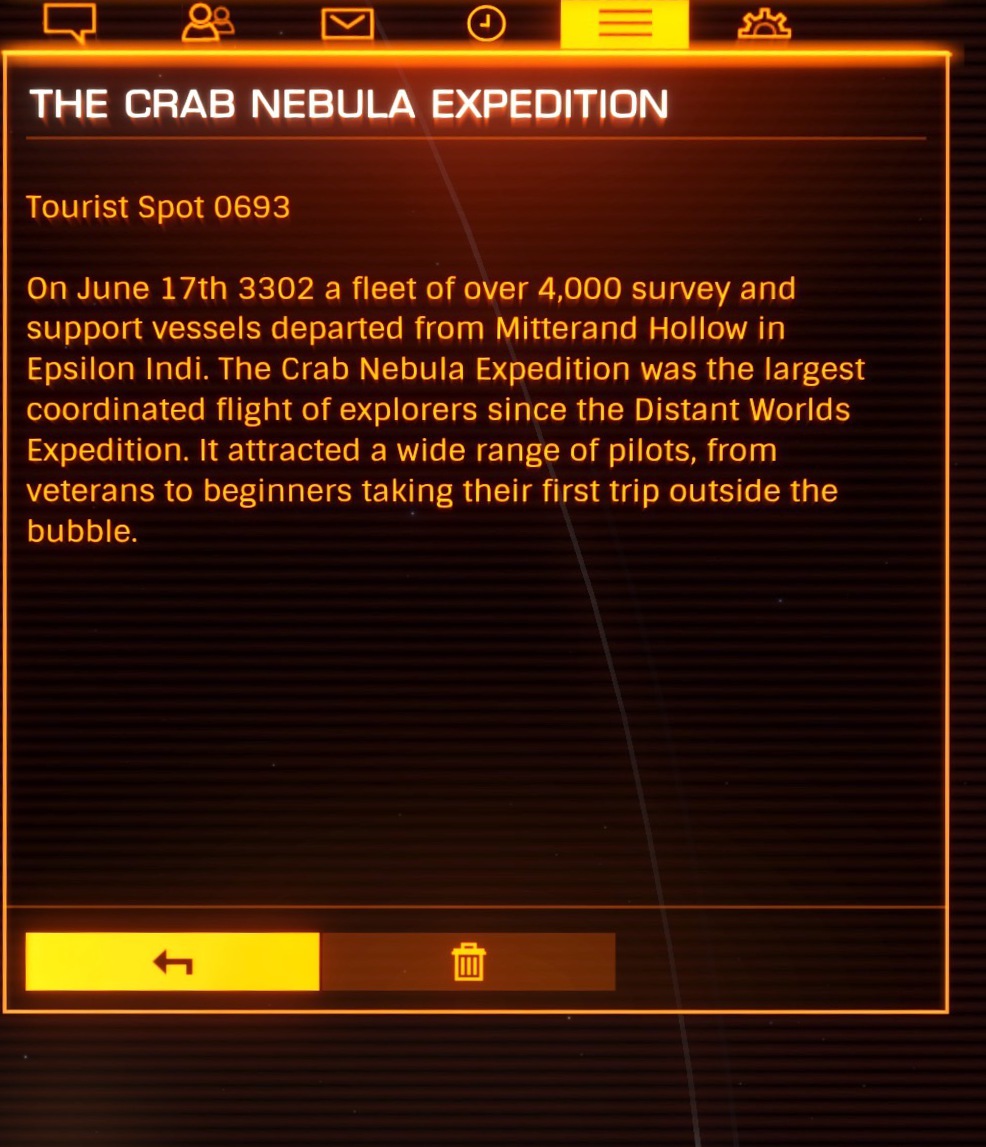 THE CRAB NEBULA EXPEDITION
Tourist Spot 0693
On June 17th 3302 a fleet of over 4,000 survey and
support vessels departed from Mitterand Hollow in
Epsilon Indi. The Crab Nebula Expedition was the largest
coordinated flight of explorers since the Distant Worlds
Expedition. It attracted a wide range of pilots, from
veterans to beginners taking their first trip outside the
bubble.